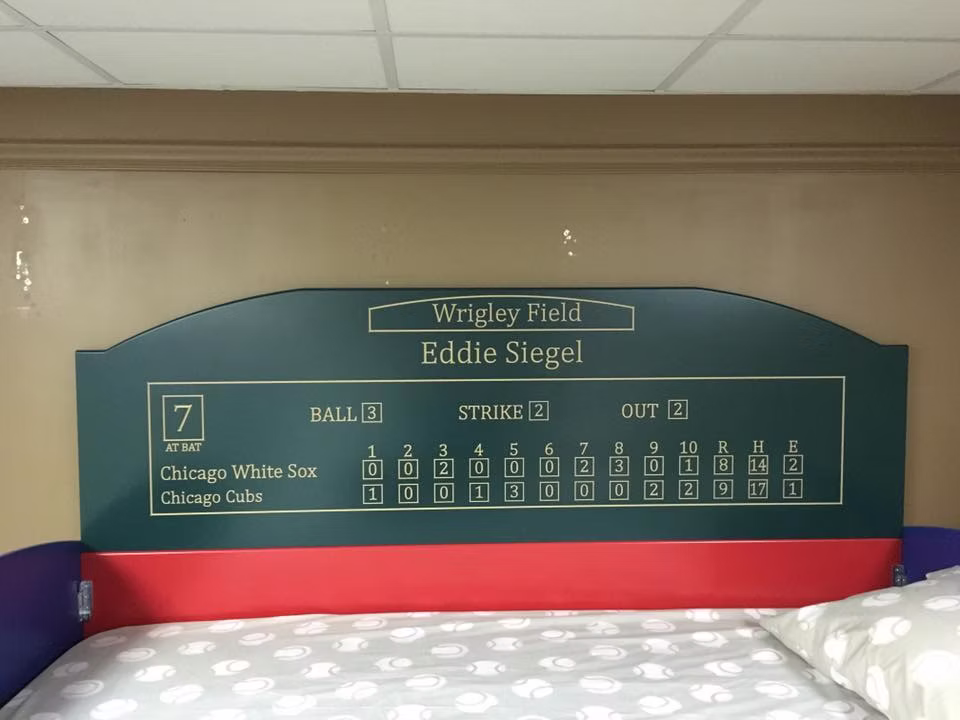 Wrigley Field
Eddie Siegel
7 BALL 3 STRIKE 2 OUT 2
AT BAT
1 2 3 4 5 6 7 8 9 10 R H E
Chicago White Sox 0 0 2 0 0 0 2 3 0 1 8 14 2
Chicago Cubs 1 0 0 1 3 0 0 0 2 2 9 17 1